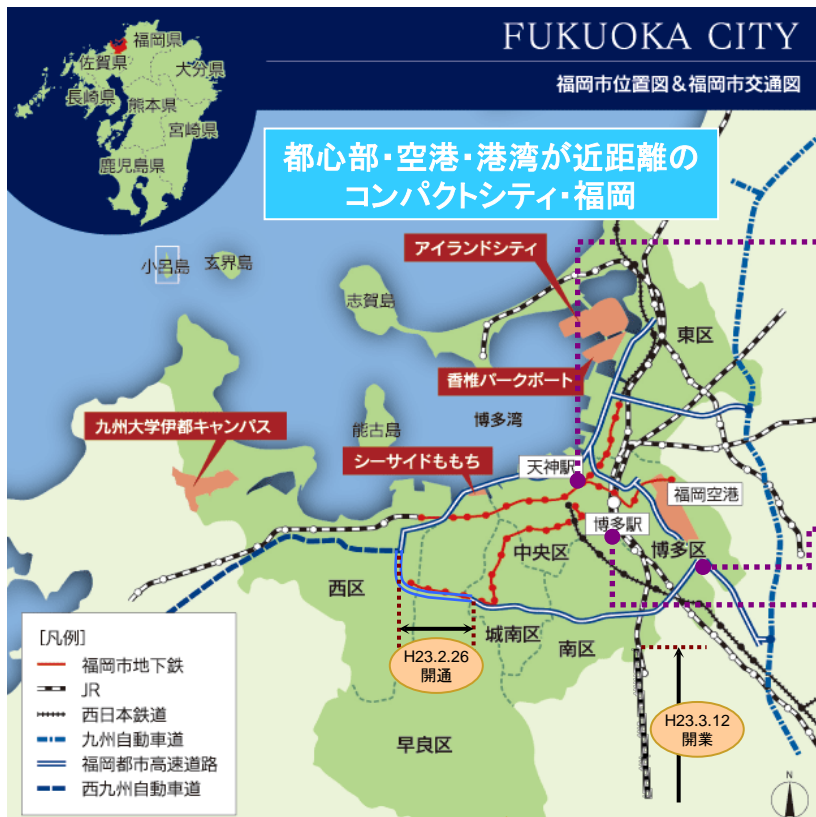 FUKUOKA CITY
福岡市位置図＆福岡市交通図
福岡県
佐賀県
大分県
長崎県
熊本県
宮崎県
鹿児島県
都心部・空港・港湾が近距離の
コンパクトシティ・福岡
アイランドシティ
小呂島
玄界島
志賀島
東区
香椎パークポート
能古島
博多湾
九州大学伊都キャンパス
シーサイドももち
天神駅
福岡空港
博多駅
中央区
博多区
西区
城南区
南区
早良区
H23.2.26
開通
H23.3.12
開業
［凡例］
福岡市地下鉄
JR
西日本鉄道
九州自動車道
福岡都市高速道路
西九州自動車道
N